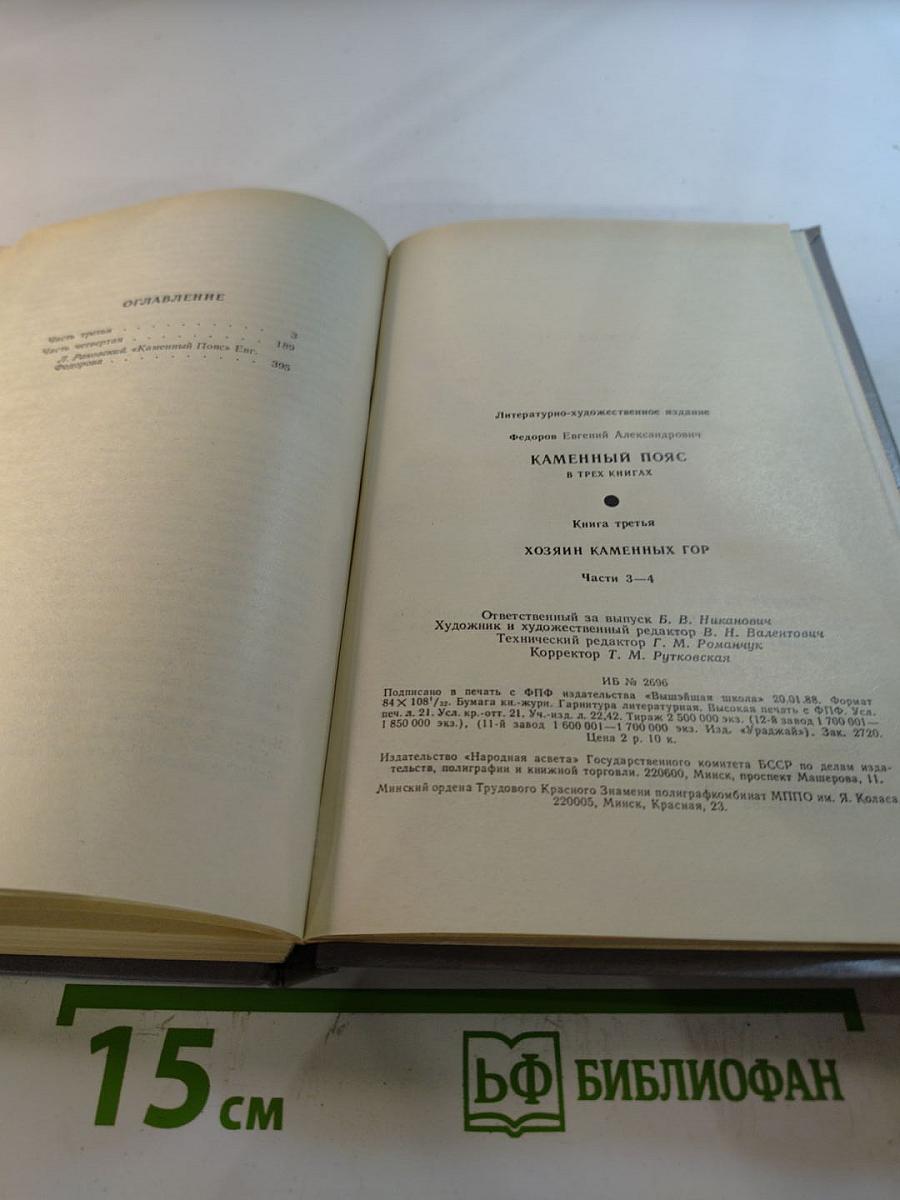 ОГЛАВЛЕНИЕ
Часть третья . . . . . . . . . . 3
Часть четвертая . . . . . . . . . 189
Л. Раковский. «Каменный Пояс» Евг.
Федорова . . . . . . . . . . 395
Литературно-художественное издание
Федоров Евгений Александрович
КАМЕННЫЙ ПОЯС
В ТРЕХ КНИГАХ
●
Книга третья
ХОЗЯИН КАМЕННЫХ ГОР
Части 3—4
Ответственный за выпуск Б. В. Никанович
Художник и художественный редактор В. Н. Валентович
Технический редактор Г. М. Романчук
Корректор Т. М. Рутковская
ИБ № 2696
Подписано в печать с ФПФ издательства «Вышэйшая школа» 20.01.88. Формат
84×108¹/₃₂. Бумага кн.-журн. Гарнитура литературная. Высокая печать с ФПФ. Усл.
печ. л. 21. Усл. кр.-отт. 21. Уч.-изд. л. 22,42. Тираж 2 500 000 экз. (12-й завод 1 700 001—
1 850 000 экз.), (11-й завод 1 600 001—1 700 000 экз. Изд. «Ураджай»). Зак. 2720.
Цена 2 р. 10 к.
Издательство «Народная асвета» Государственного комитета БССР по делам изда-
тельств, полиграфии и книжной торговли. 220600, Минск, проспект Машерова, 11.
Минский ордена Трудового Красного Знамени полиграфкомбинат МППО им. Я. Коласа
220005, Минск, Красная, 23.
15 см
БФ БИБЛИОФАН